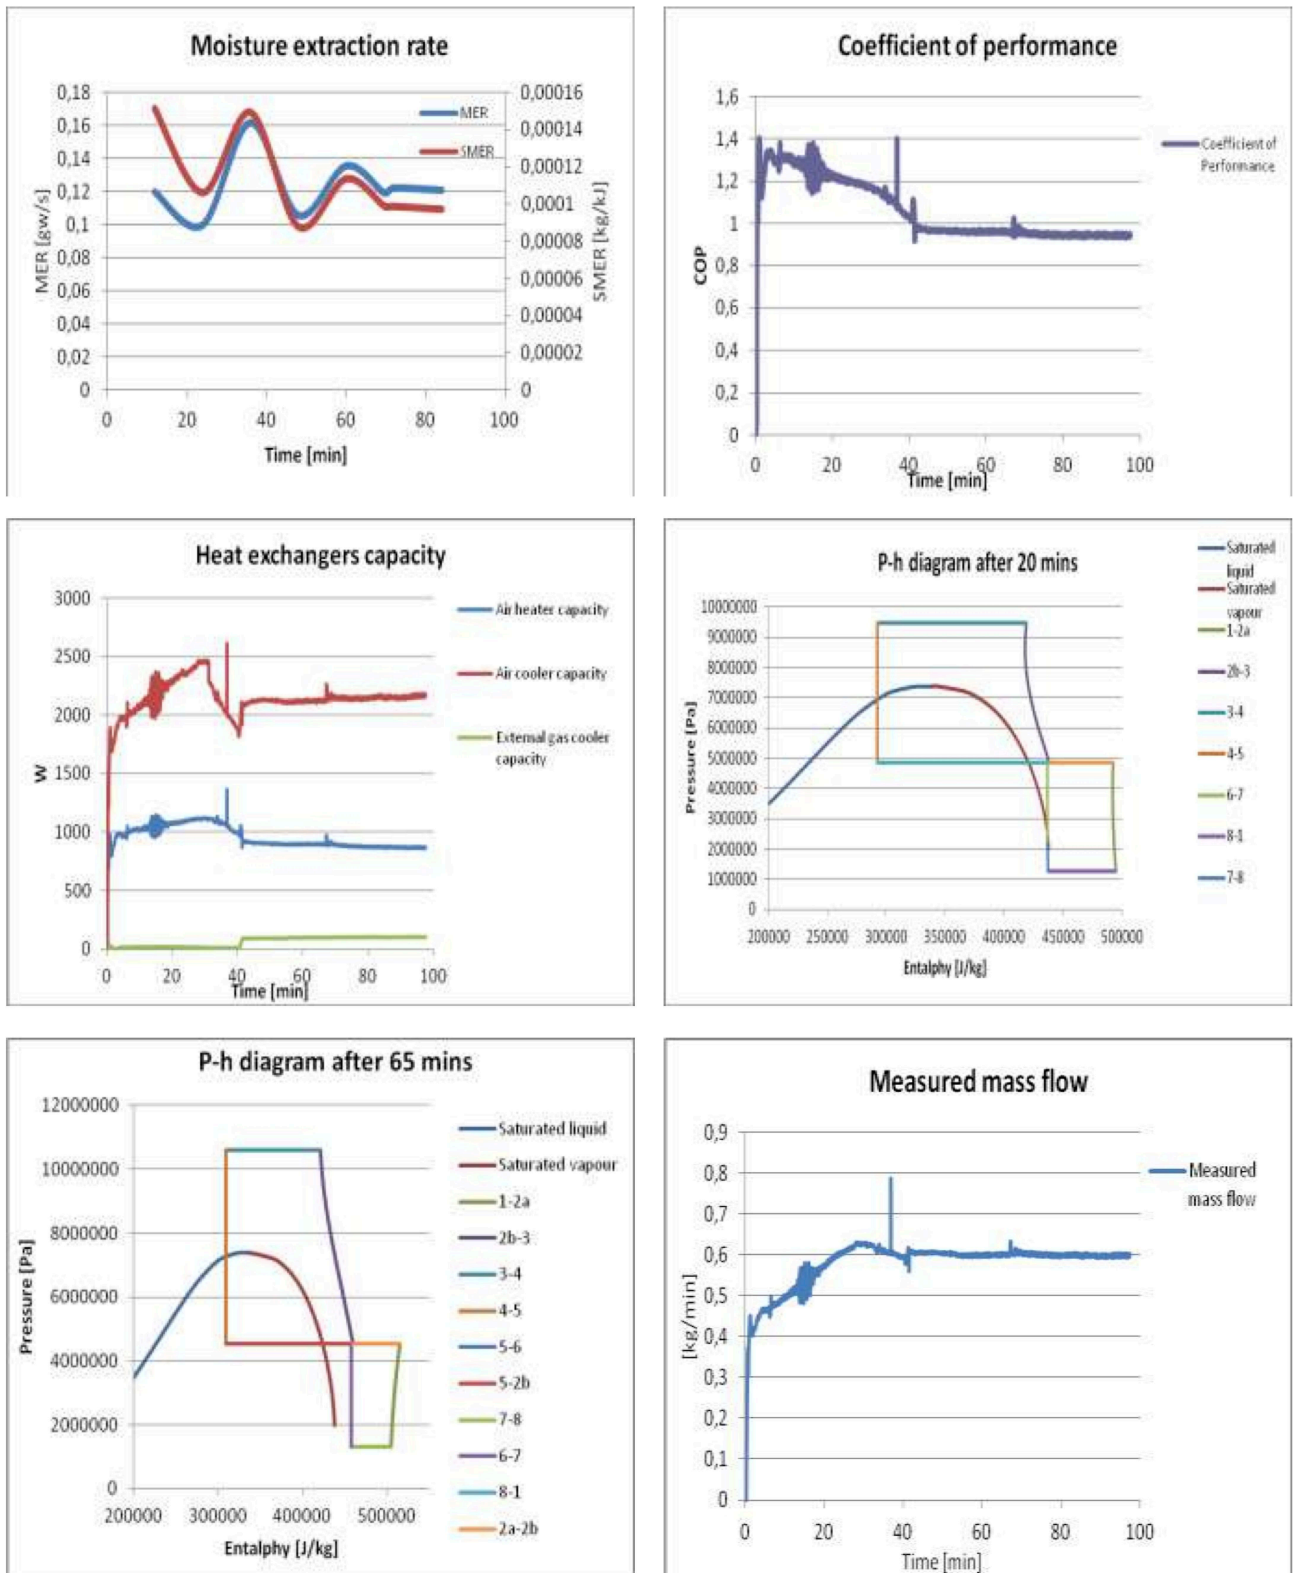 Moisture extraction rate
0,18
0,16
0,14
0,12
0,1
0,08
0,06
0,04
0,02
0
MER [gw/s]
0,00016
0,00014
0,00012
0,0001
0,00008
0,00006
0,00004
0,00002
0
SMER [kg/kJ]
MER
SMER
0 20 40 60 80 100
Time [min]
Coefficient of performance
1,6
1,4
1,2
1
0,8
0,6
0,4
0,2
0
COP
Coefficient of
Performance
0 20 40 60 80 100
Time [min]
Heat exchangers capacity
3000
2500
2000
1500
1000
500
0
W
Air heater capacity
Air cooler capacity
External gas cooler
capacity
0 20 40 60 80 100
Time [min]
P-h diagram after 20 mins
10000000
9000000
8000000
7000000
6000000
5000000
4000000
3000000
2000000
1000000
0
Pressure [Pa]
Saturated
liquid
Saturated
vapour
1-2a
2b-3
3-4
4-5
6-7
8-1
7-8
200000 250000 300000 350000 400000 450000 500000
Entalphy [J/kg]
P-h diagram after 65 mins
12000000
10000000
8000000
6000000
4000000
2000000
0
Pressure [Pa]
Saturated liquid
Saturated vapour
1-2a
2b-3
3-4
4-5
5-6
5-2b
7-8
6-7
8-1
2a-2b
200000 300000 400000 500000
Entalphy [J/kg]
Measured mass flow
0,9
0,8
0,7
0,6
0,5
0,4
0,3
0,2
0,1
0
[kg/min]
Measured
mass flow
0 20 40 60 80 100
Time [min]